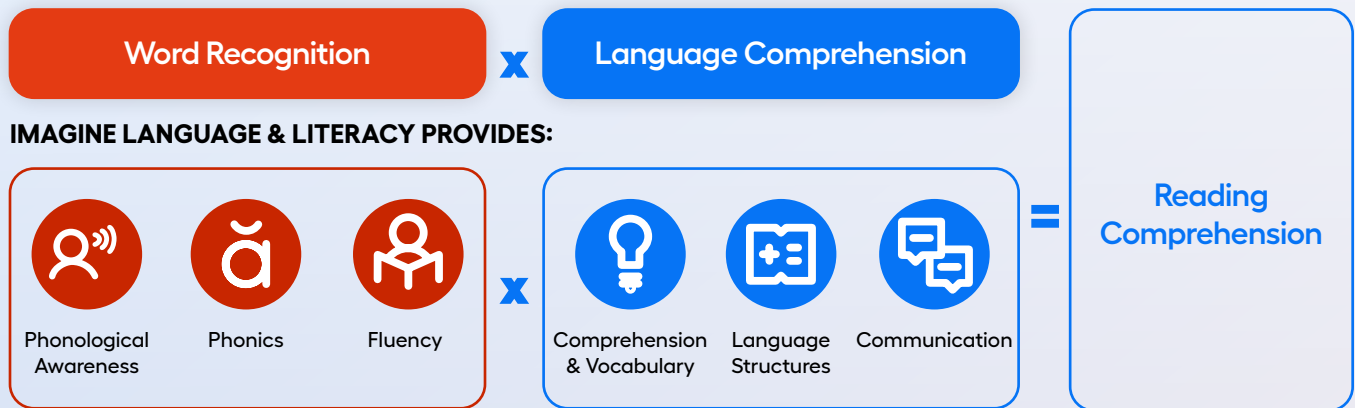 Word Recognition
x
Language Comprehension
IMAGINE LANGUAGE & LITERACY PROVIDES:
ă
Phonological
Awareness
Phonics
Fluency
x
Comprehension
& Vocabulary
Language
Structures
Communication
=
Reading
Comprehension